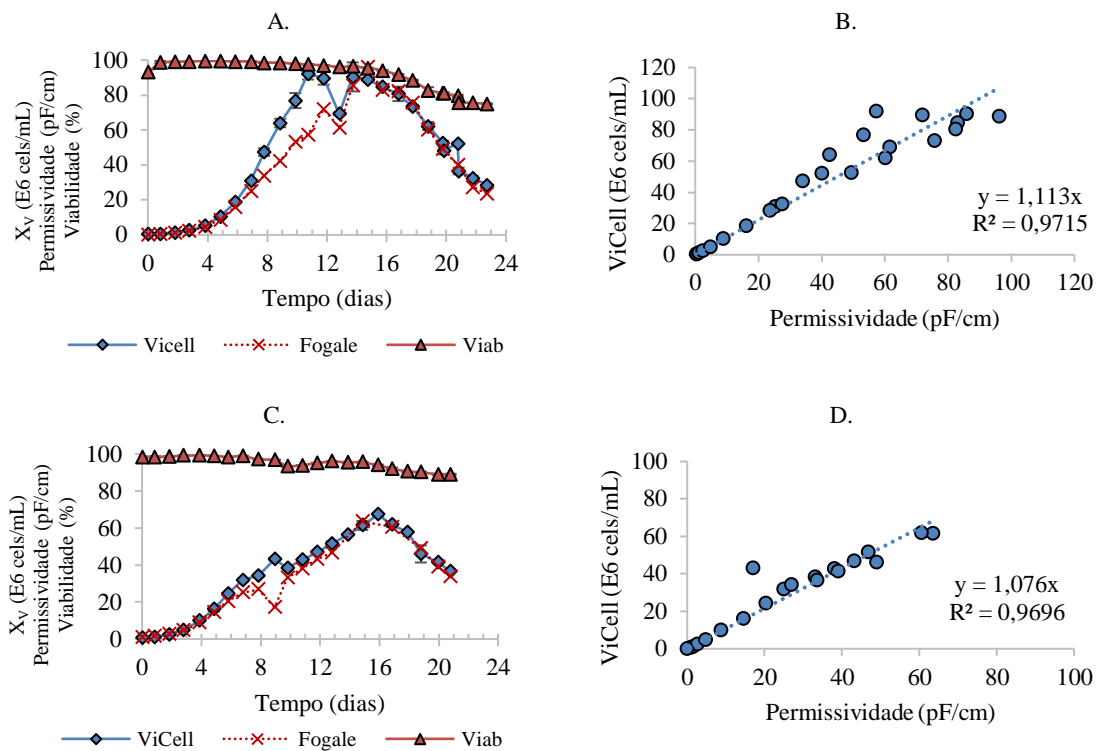 A.
X_V (E6 cels/mL)
Permissividade (pF/cm)
Viabilidade (%)
100
80
60
40
20
0
0 4 8 12 16 20 24
Tempo (dias)
Vicell Fogale Viab
B.
ViCell (E6 cels/mL)
120
100
80
60
40
20
0
y = 1,113x
R² = 0,9715
0 20 40 60 80 100 120
Permissividade (pF/cm)
C.
X_V (E6 cels/mL)
Permissividade (pF/cm)
Viabilidade (%)
100
80
60
40
20
0
0 4 8 12 16 20 24
Tempo (dias)
ViCell Fogale Viab
D.
ViCell (E6 cels/mL)
100
80
60
40
20
0
y = 1,076x
R² = 0,9696
0 20 40 60 80 100
Permissividade (pF/cm)